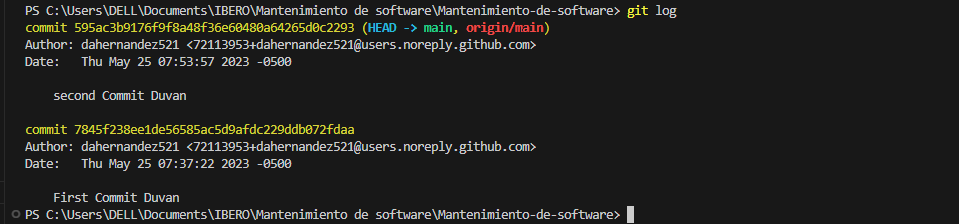 PS C:\Users\DELL\Documents\IBERO\Mantenimiento de software\Mantenimiento-de-software> git log
commit 595ac3b9176f9f8a48f36e60480a64265d0c2293 (HEAD -> main, origin/main)
Author: dahernandez521 <72113953+dahernandez521@users.noreply.github.com>
Date:   Thu May 25 07:53:57 2023 -0500
    second Commit Duvan
commit 7845f238ee1de56585ac5d9afdc229ddb072fdaa
Author: dahernandez521 <72113953+dahernandez521@users.noreply.github.com>
Date:   Thu May 25 07:37:22 2023 -0500
    First Commit Duvan
PS C:\Users\DELL\Documents\IBERO\Mantenimiento de software\Mantenimiento-de-software>